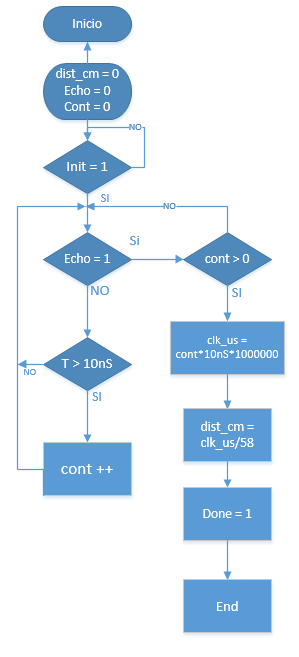 Inicio
dist_cm = 0
Echo = 0
Cont = 0
NO
Init = 1
SI
NO
Echo = 1
Si
cont > 0
NO
SI
clk_us =
cont*10nS*1000000
T > 10nS
NO
SI
dist_cm =
clk_us/58
cont ++
Done = 1
End